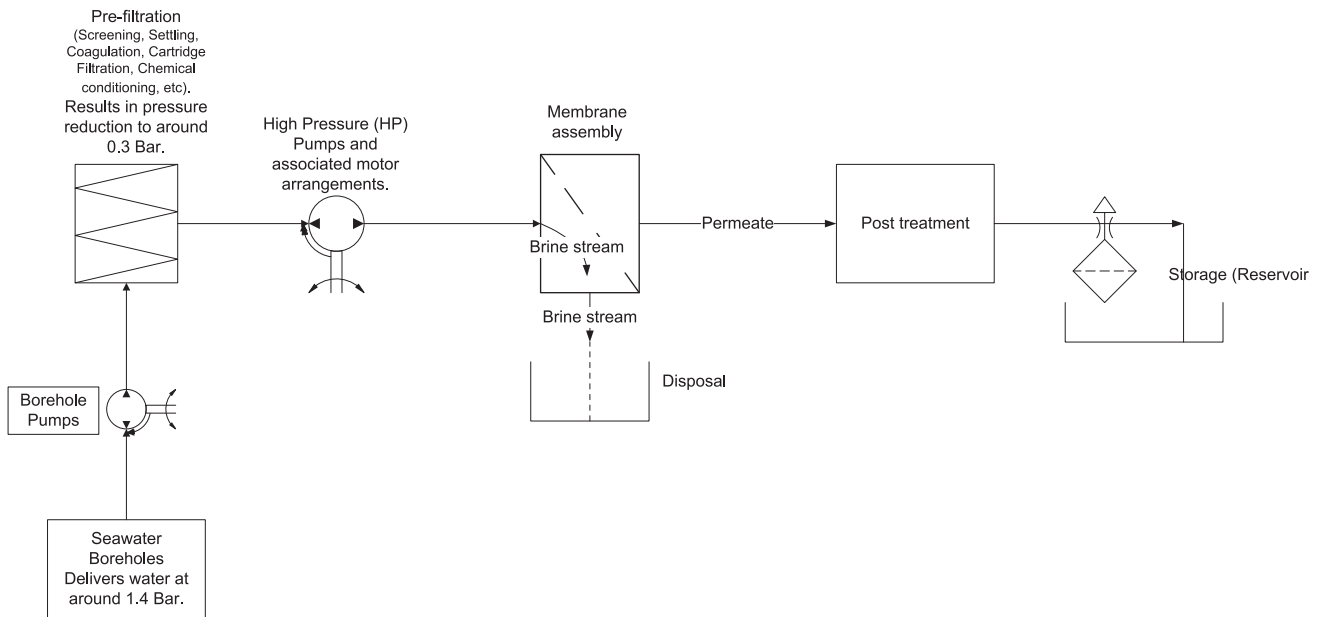 Pre-filtration
(Screening, Settling,
Coagulation, Cartridge
Filtration, Chemical
conditioning, etc).
Results in pressure
reduction to around
0.3 Bar.
High Pressure (HP)
Pumps and
associated motor
arrangements.
Membrane
assembly
Brine stream
Permeate
Post treatment
Storage (Reservoir
Brine stream
Disposal
Borehole
Pumps
Seawater
Boreholes
Delivers water at
around 1.4 Bar.